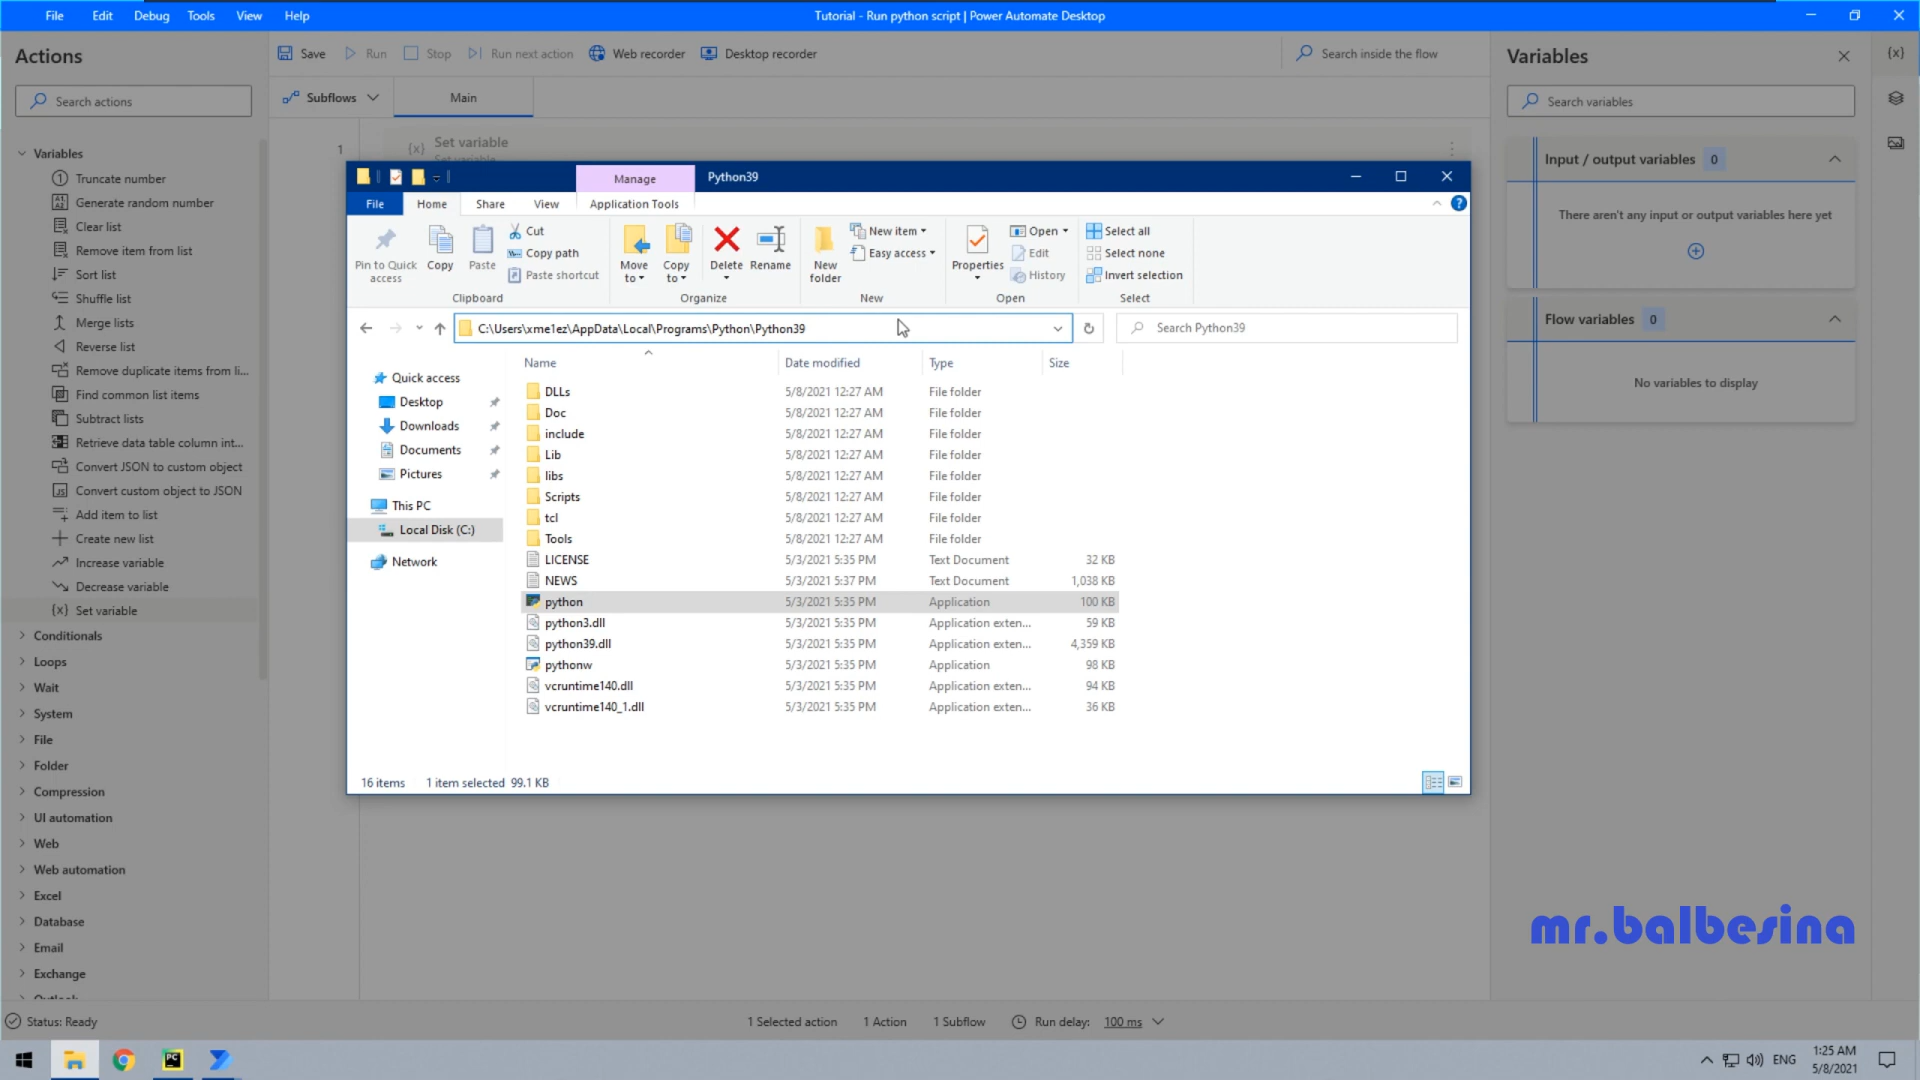 File Edit Debug Tools View Help
Tutorial - Run python script | Power Automate Desktop
Actions
Search actions
Variables
Truncate number
Generate random number
Clear list
Remove item from list
Sort list
Shuffle list
Merge lists
Reverse list
Remove duplicate items from li...
Find common list items
Subtract lists
Retrieve data table column int...
Convert JSON to custom object
Convert custom object to JSON
Add item to list
Create new list
Increase variable
Decrease variable
{x} Set variable
Conditionals
Loops
Wait
System
File
Folder
Compression
UI automation
Web
Web automation
Excel
Database
Email
Exchange
Outlook
Save Run Stop Run next action Web recorder Desktop recorder
Search inside the flow
Subflows Main
1 {x} Set variable
Set variable
Manage Python39
File Home Share View Application Tools
Pin to Quick access
Copy
Paste
Cut
Copy path
Paste shortcut
Clipboard
Move to
Copy to
Delete
Rename
Organize
New folder
New item
Easy access
New
Properties
Open
Edit
History
Open
Select all
Select none
Invert selection
Select
C:\Users\xme1ez\AppData\Local\Programs\Python\Python39
Search Python39
Quick access
Desktop
Downloads
Documents
Pictures
This PC
Local Disk (C:)
Network
Name Date modified Type Size
DLLs 5/8/2021 12:27 AM File folder
Doc 5/8/2021 12:27 AM File folder
include 5/8/2021 12:27 AM File folder
Lib 5/8/2021 12:27 AM File folder
libs 5/8/2021 12:27 AM File folder
Scripts 5/8/2021 12:27 AM File folder
tcl 5/8/2021 12:27 AM File folder
Tools 5/8/2021 12:27 AM File folder
LICENSE 5/3/2021 5:35 PM Text Document 32 KB
NEWS 5/3/2021 5:37 PM Text Document 1,038 KB
python 5/3/2021 5:35 PM Application 100 KB
python3.dll 5/3/2021 5:35 PM Application exten... 59 KB
python39.dll 5/3/2021 5:35 PM Application exten... 4,359 KB
pythonw 5/3/2021 5:35 PM Application 98 KB
vcruntime140.dll 5/3/2021 5:35 PM Application exten... 94 KB
vcruntime140_1.dll 5/3/2021 5:35 PM Application exten... 36 KB
16 items 1 item selected 99.1 KB
Variables
{x}
Search variables
Input / output variables 0
There aren't any input or output variables here yet
Flow variables 0
No variables to display
mr.balbesina
Status: Ready
1 Selected action 1 Action 1 Subflow Run delay: 100 ms
PC
ENG
1:25 AM
5/8/2021